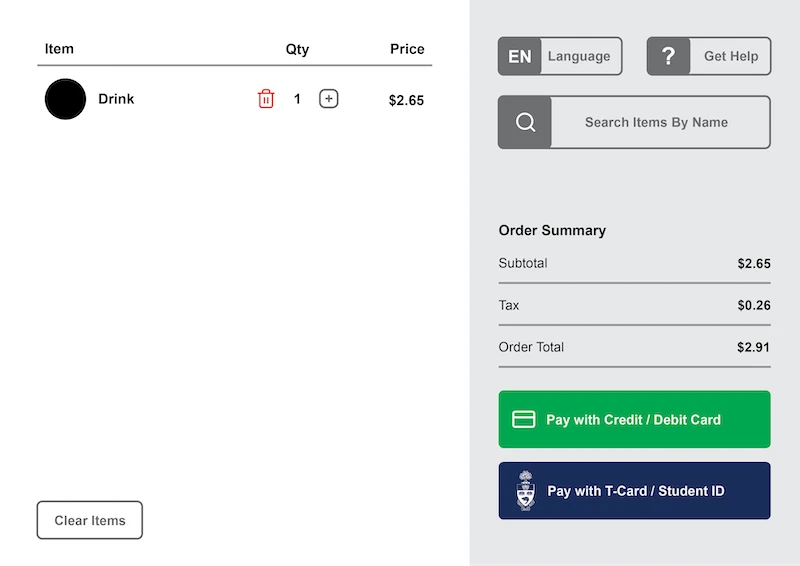 Item Qty Price
Drink 1 $2.65
Clear Items
EN Language
? Get Help
Search Items By Name
Order Summary
Subtotal $2.65
Tax $0.26
Order Total $2.91
Pay with Credit / Debit Card
Pay with T-Card / Student ID